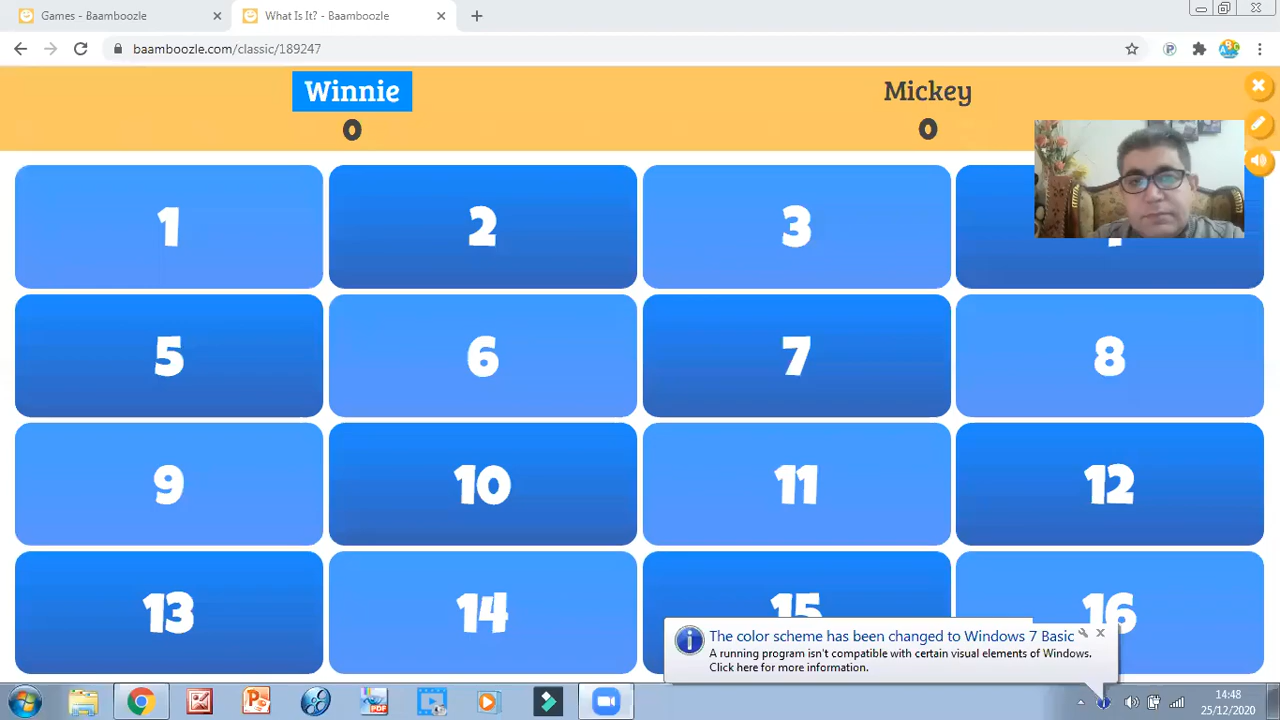 Games - Baamboozle
What Is It? - Baamboozle
baamboozle.com/classic/189247
Winnie
Mickey
0
0
1
2
3
5
6
7
8
9
10
11
12
13
14
15
16
The color scheme has been changed to Windows 7 Basic
A running program isn't compatible with certain visual elements of Windows.
Click here for more information.
14:48
25/12/2020